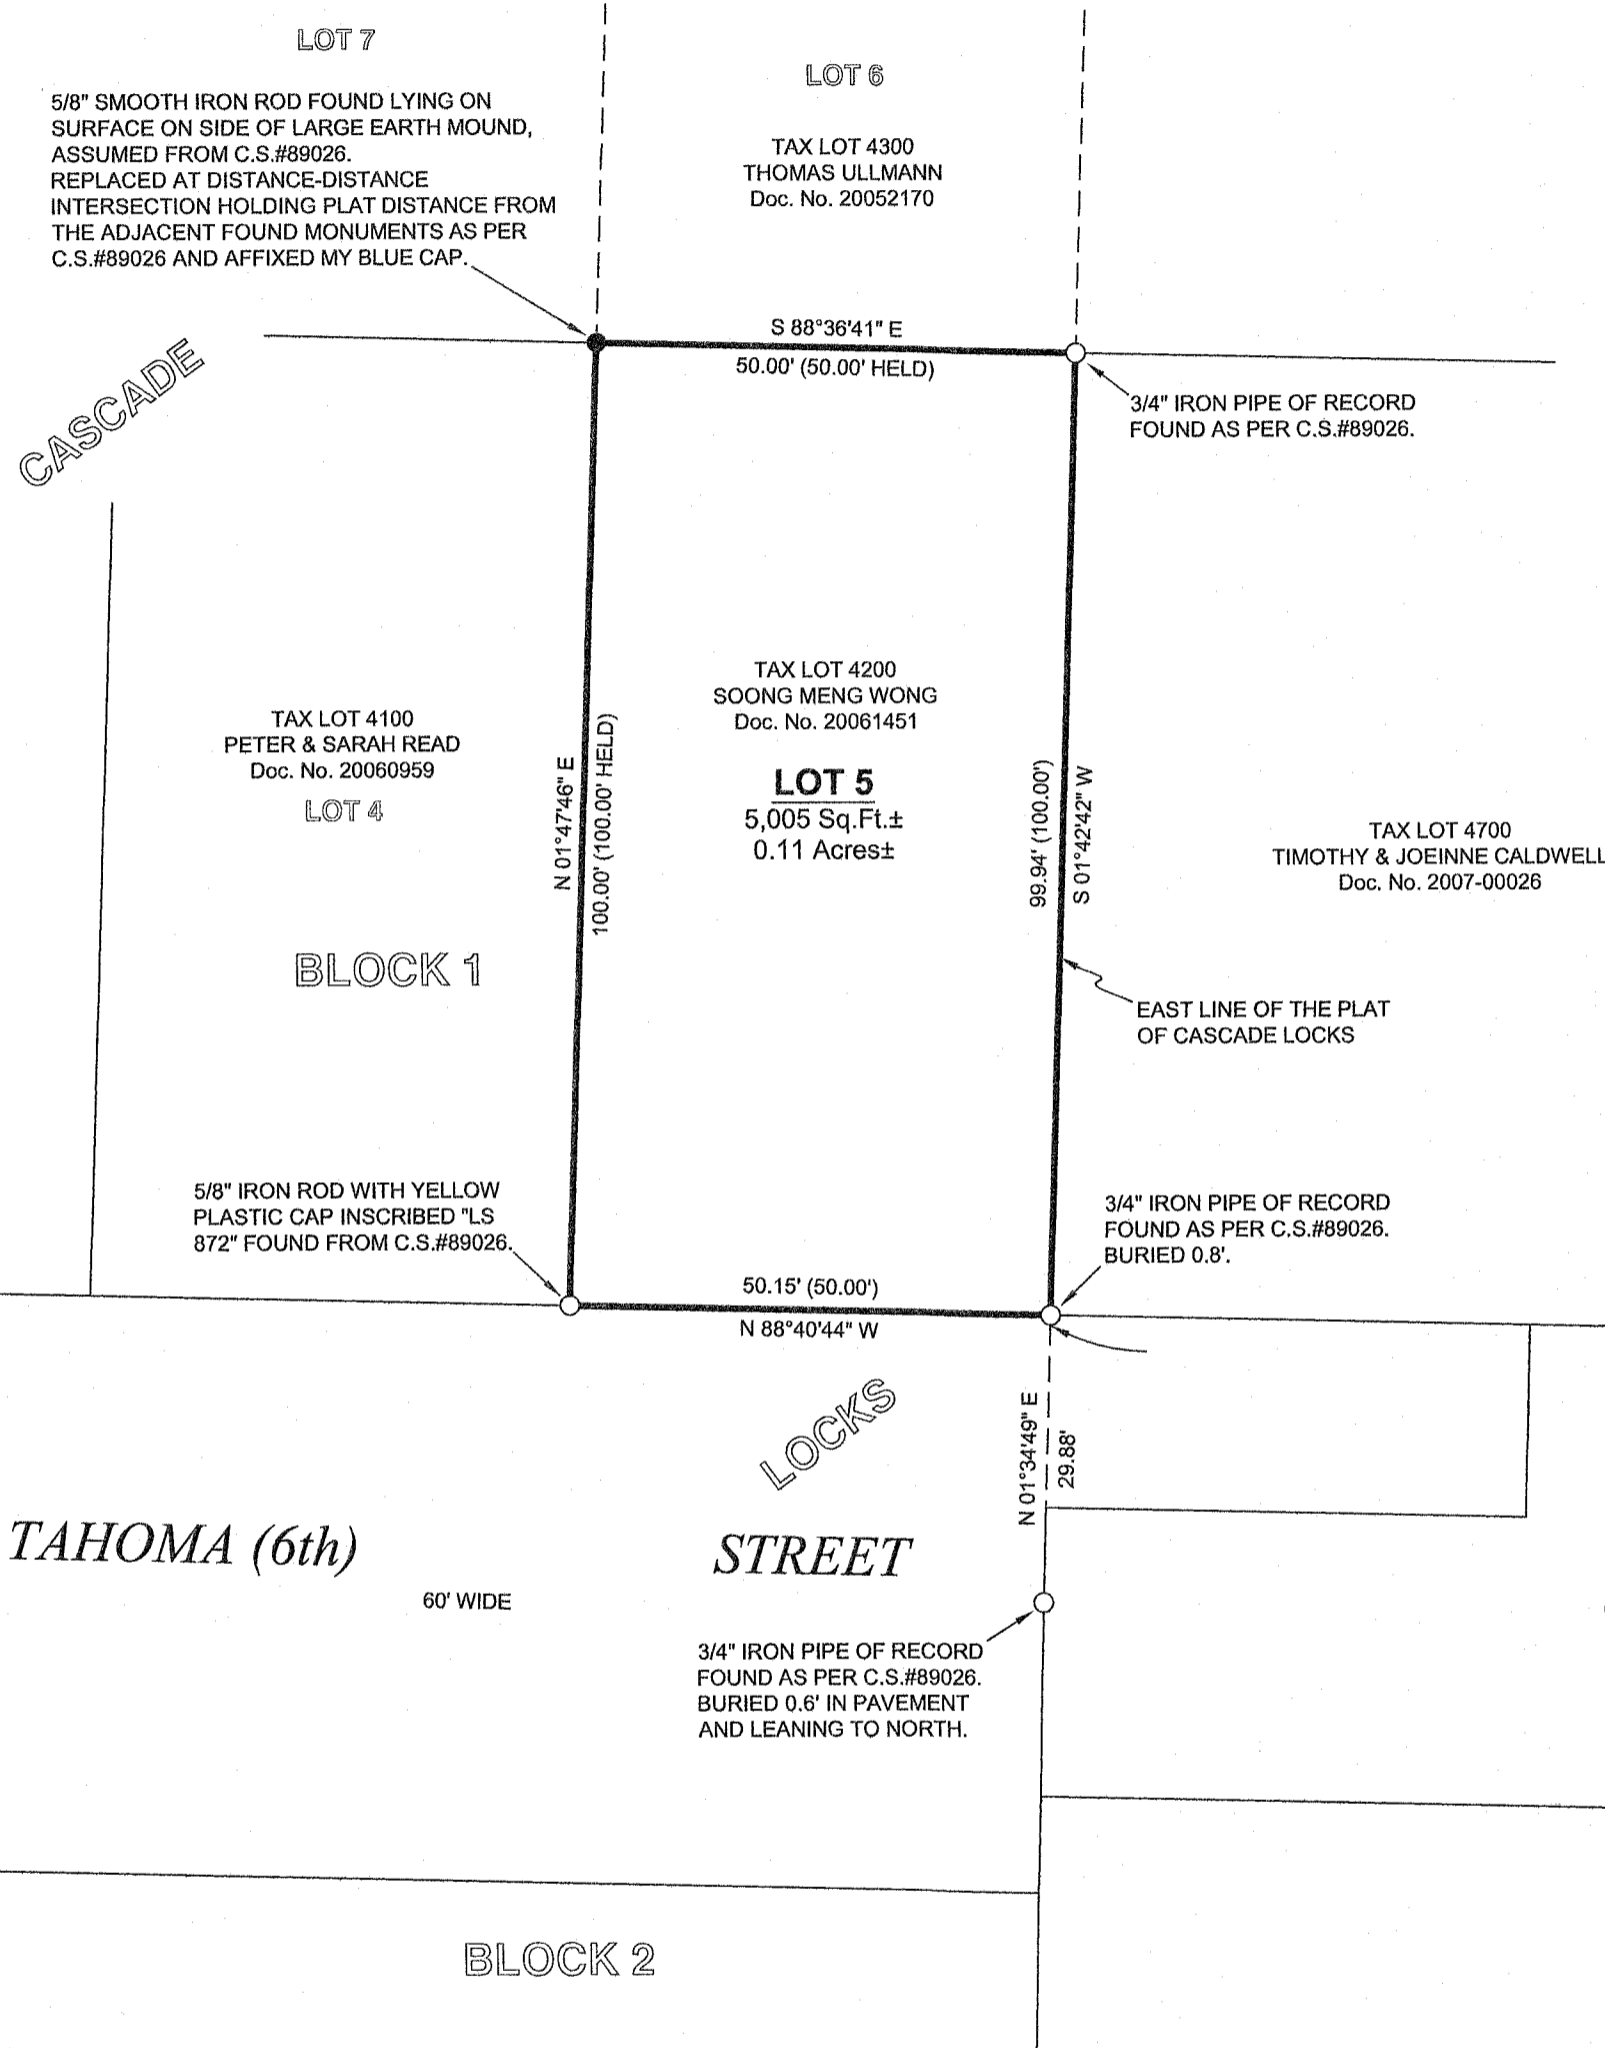 LOT 7
LOT 6
5/8" SMOOTH IRON ROD FOUND LYING ON
SURFACE ON SIDE OF LARGE EARTH MOUND,
ASSUMED FROM C.S.#89026.
REPLACED AT DISTANCE-DISTANCE
INTERSECTION HOLDING PLAT DISTANCE FROM
THE ADJACENT FOUND MONUMENTS AS PER
C.S.#89026 AND AFFIXED MY BLUE CAP.
TAX LOT 4300
THOMAS ULLMANN
Doc. No. 20052170
S 88°36'41" E
50.00' (50.00' HELD)
CASCADE
3/4" IRON PIPE OF RECORD
FOUND AS PER C.S.#89026.
TAX LOT 4100
PETER & SARAH READ
Doc. No. 20060959
LOT 4
BLOCK 1
N 01°47'46" E
100.00' (100.00' HELD)
TAX LOT 4200
SOONG MENG WONG
Doc. No. 20061451
LOT 5
5,005 Sq.Ft.±
0.11 Acres±
99.94' (100.00')
S 01°42'42" W
TAX LOT 4700
TIMOTHY & JOEINNE CALDWELL
Doc. No. 2007-00026
EAST LINE OF THE PLAT
OF CASCADE LOCKS
5/8" IRON ROD WITH YELLOW
PLASTIC CAP INSCRIBED "LS
872" FOUND FROM C.S.#89026.
3/4" IRON PIPE OF RECORD
FOUND AS PER C.S.#89026.
BURIED 0.8'.
50.15' (50.00')
N 88°40'44" W
LOCKS
N 01°34'49" E
29.88'
TAHOMA (6th)
STREET
60' WIDE
3/4" IRON PIPE OF RECORD
FOUND AS PER C.S.#89026.
BURIED 0.6' IN PAVEMENT
AND LEANING TO NORTH.
BLOCK 2